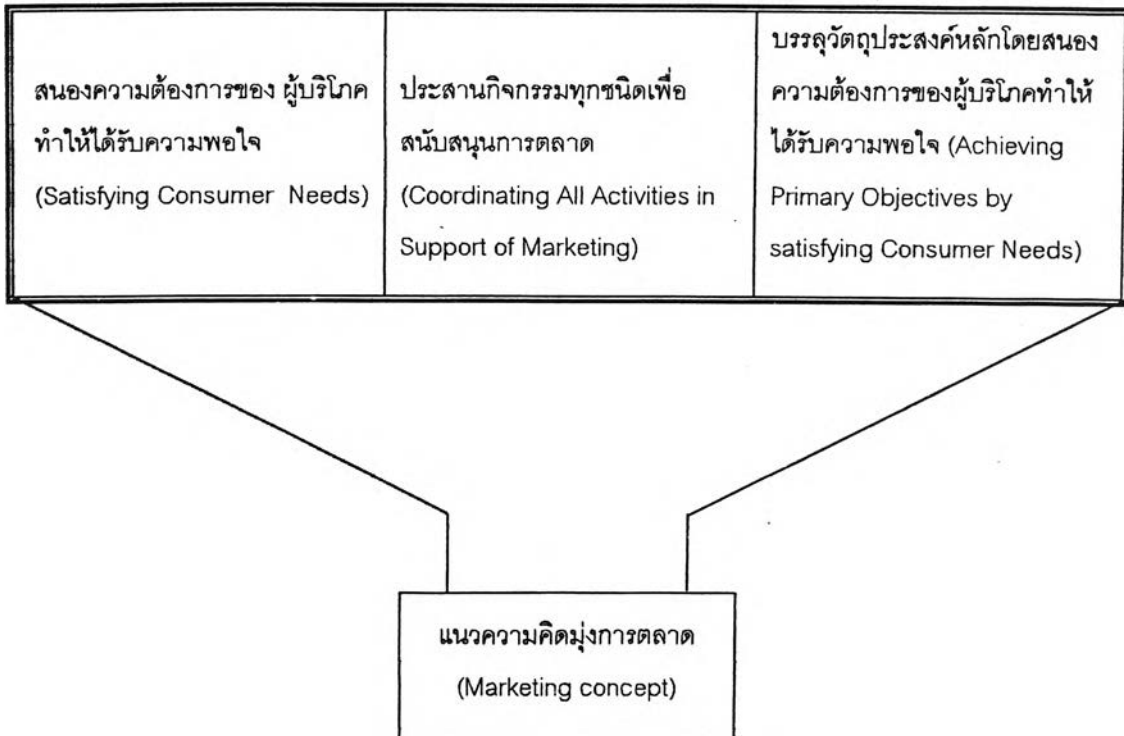 สนองความต้องการของ ผู้บริโภค
ทำให้ได้รับความพอใจ
(Satisfying Consumer Needs)
ประสานกิจกรรมทุกชนิดเพื่อ
สนับสนุนการตลาด
(Coordinating All Activities in
Support of Marketing)
บรรลุวัตถุประสงค์หลักโดยสนอง
ความต้องการของผู้บริโภคทำให้
ได้รับความพอใจ (Achieving
Primary Objectives by
satisfying Consumer Needs)
แนวความคิดมุ่งการตลาด
(Marketing concept)